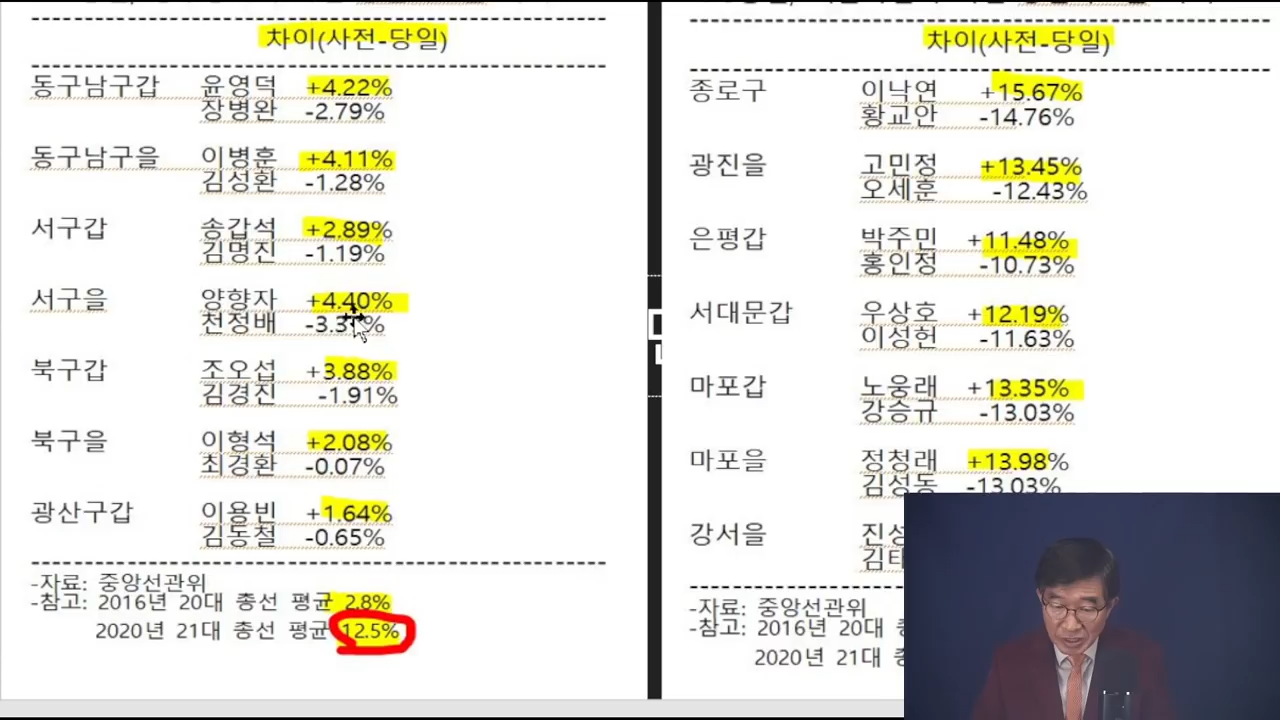 차이(사전-당일)
동구남구갑 윤영덕 +4.22%
장병완 -2.79%
동구남구을 이병훈 +4.11%
김성환 -1.28%
서구갑 송갑석 +2.89%
김명진 -1.19%
서구을 양향자 +4.40%
천정배 -3.3
북구갑 조오섭 +3.88%
김경진 -1.91%
북구을 이형석 +2.08%
최경환 -0.07%
광산구갑 이용빈 +1.64%
김동철 -0.65%
-자료: 중앙선관위
-참고: 2016년 20대 총선 평균 2.8%
2020년 21대 총선 평균 12.5%
차이(사전-당일)
종로구 이낙연 +15.67%
황교안 -14.76%
광진을 고민정 +13.45%
오세훈 -12.43%
은평갑 박주민 +11.48%
홍인정 -10.73%
서대문갑 우상호 +12.19%
이성헌 -11.63%
마포갑 노웅래 +13.35%
강승규 -13.03%
마포을 정청래 +13.98%
김성동 -13.03%
강서을 진성
김태
-자료: 중앙선관위
-참고: 2016년 20대
2020년 21대